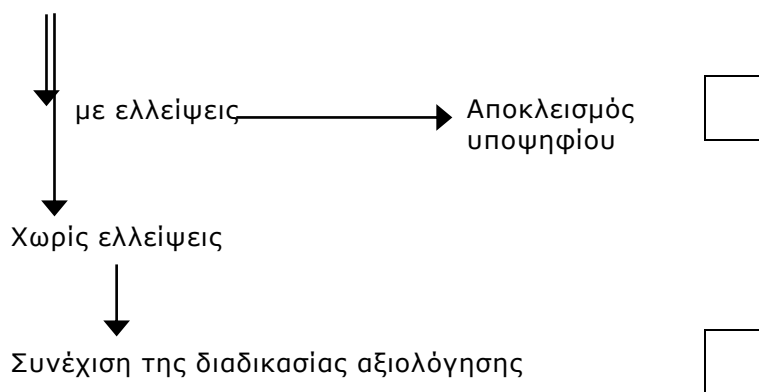 με ελλείψεις
Αποκλεισμός
υποψηφίου
Χωρίς ελλείψεις
Συνέχιση της διαδικασίας αξιολόγησης